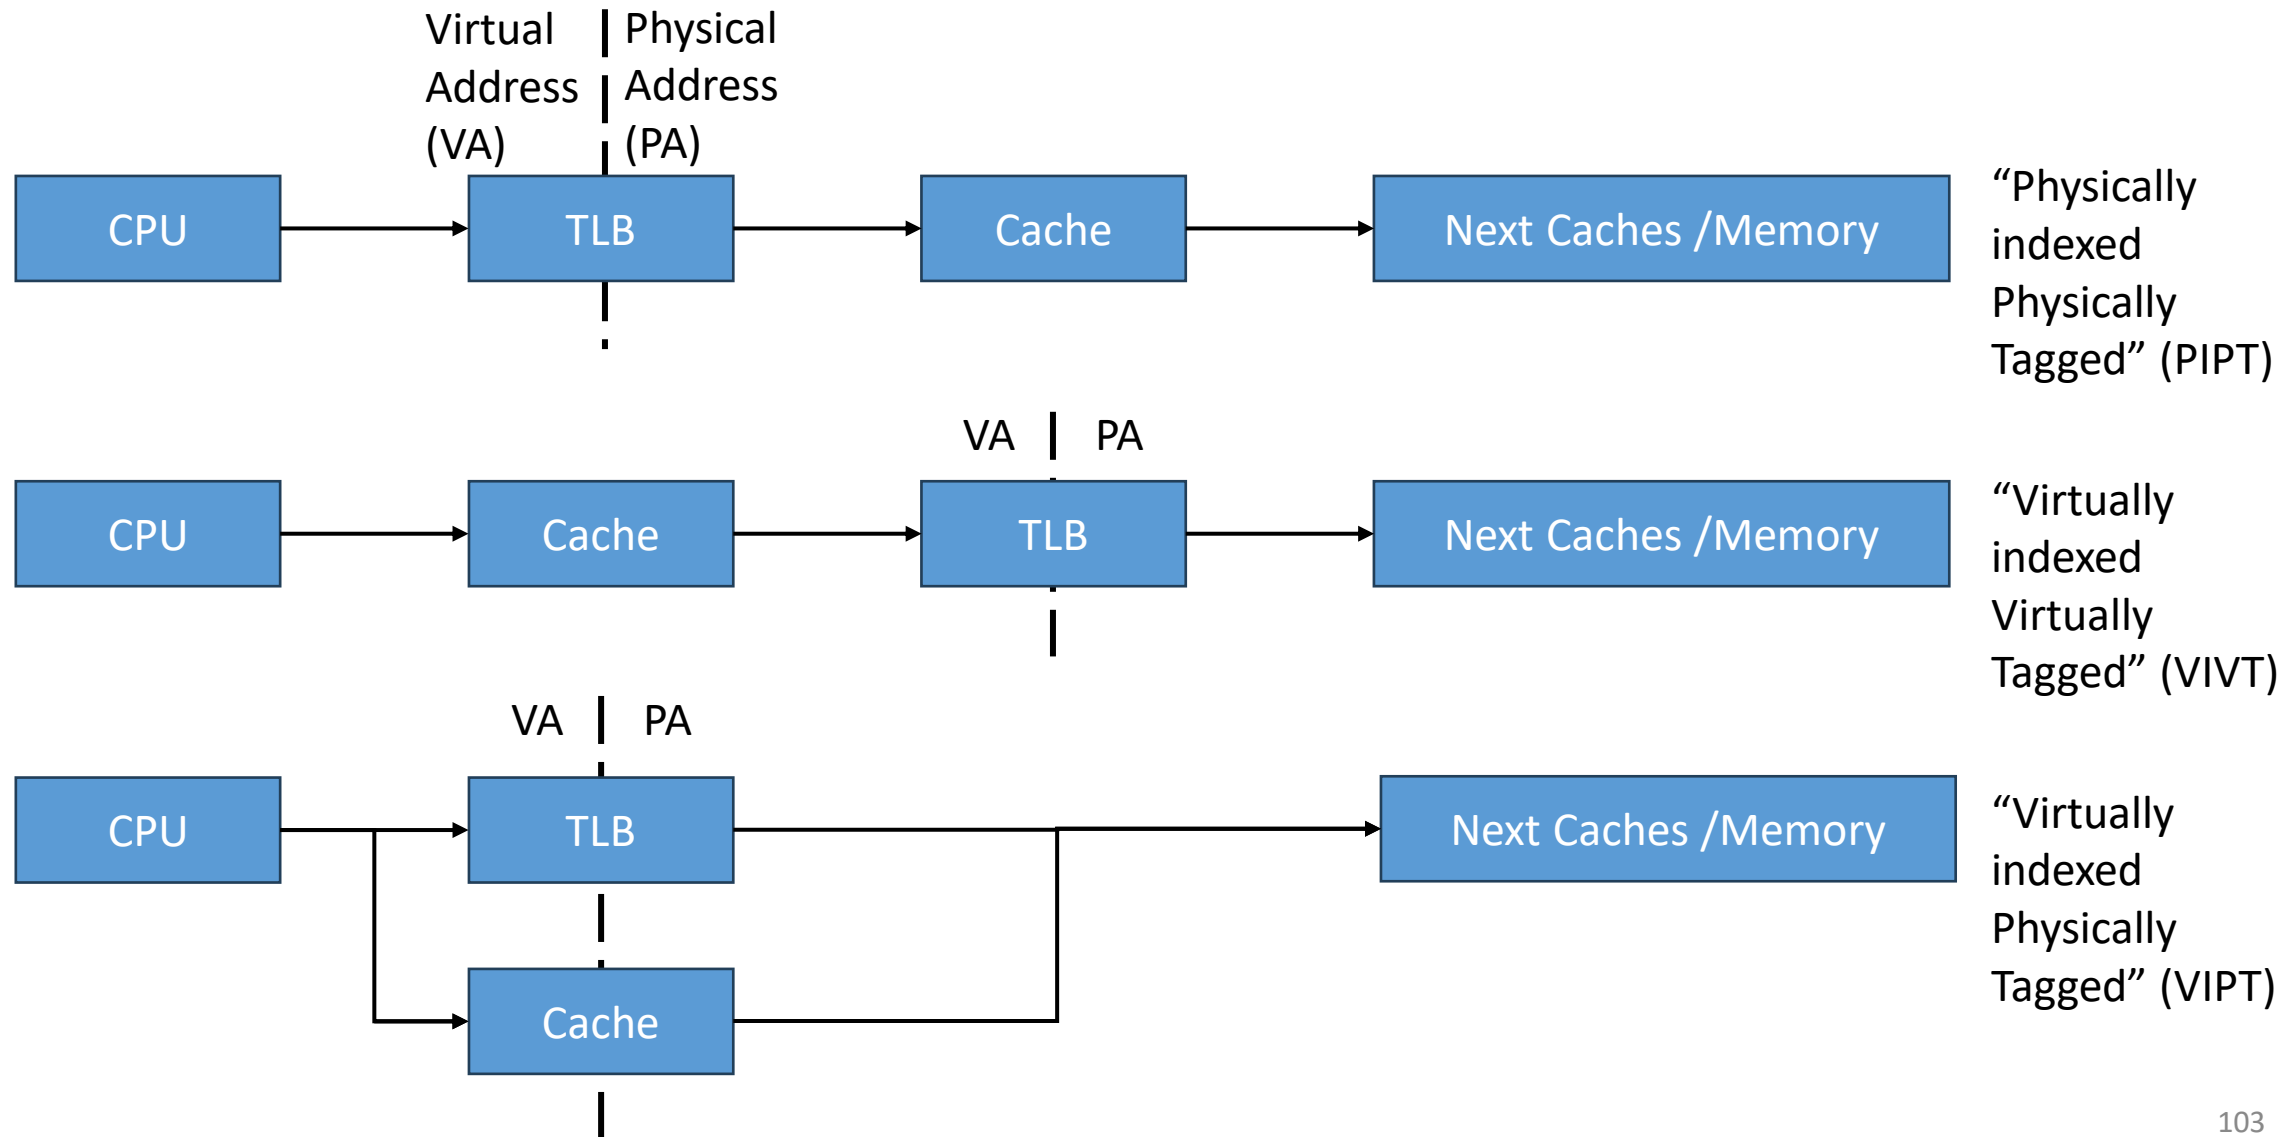 Virtual
Address
(VA)
Physical
Address
(PA)
CPU
TLB
Cache
Next Caches /Memory
“Physically
indexed
Physically
Tagged” (PIPT)
VA
PA
CPU
Cache
TLB
Next Caches /Memory
“Virtually
indexed
Virtually
Tagged” (VIVT)
VA
PA
CPU
TLB
Cache
Next Caches /Memory
“Virtually
indexed
Physically
Tagged” (VIPT)
103